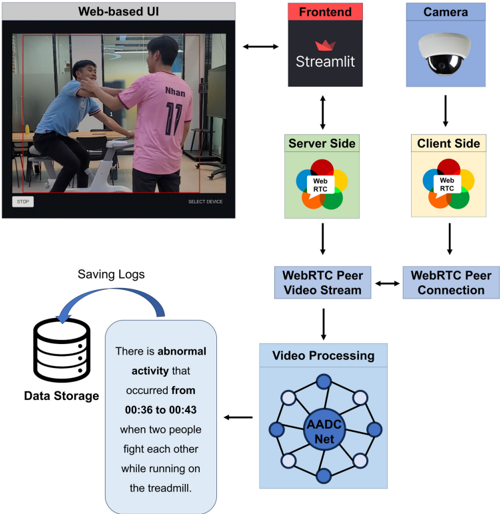 Web-based UI
Nhan
11
STOP
SELECT DEVICE
Frontend
Streamlit
Camera
Server Side
Web
RTC
Client Side
Web
RTC
WebRTC Peer
Video Stream
WebRTC Peer
Connection
Saving Logs
Data Storage
There is abnormal
activity that
occurred from
00:36 to 00:43
when two people
fight each other
while running on
the treadmill.
Video Processing
AADC
Net